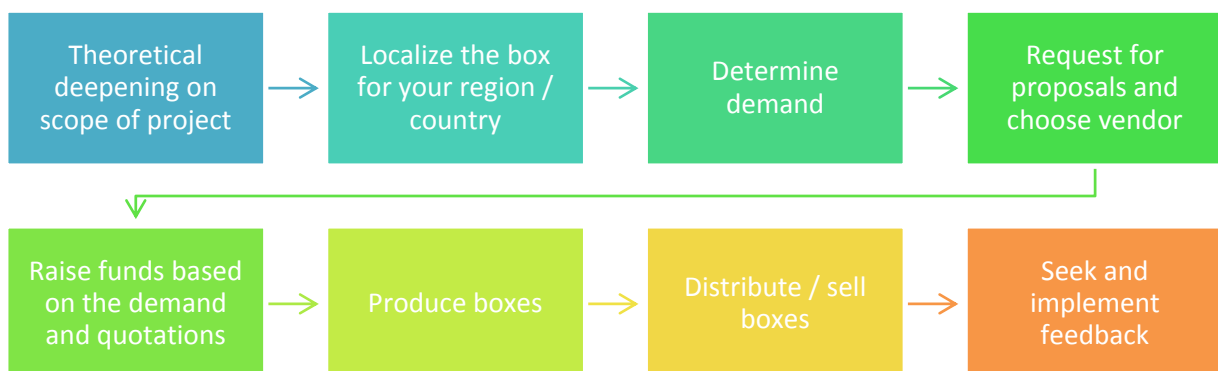 Theoretical
deepening on
scope of project
Localize the box
for your region /
country
Determine
demand
Request for
proposals and
choose vendor
Raise funds based
on the demand
and quotations
Produce boxes
Distribute / sell
boxes
Seek and
implement
feedback